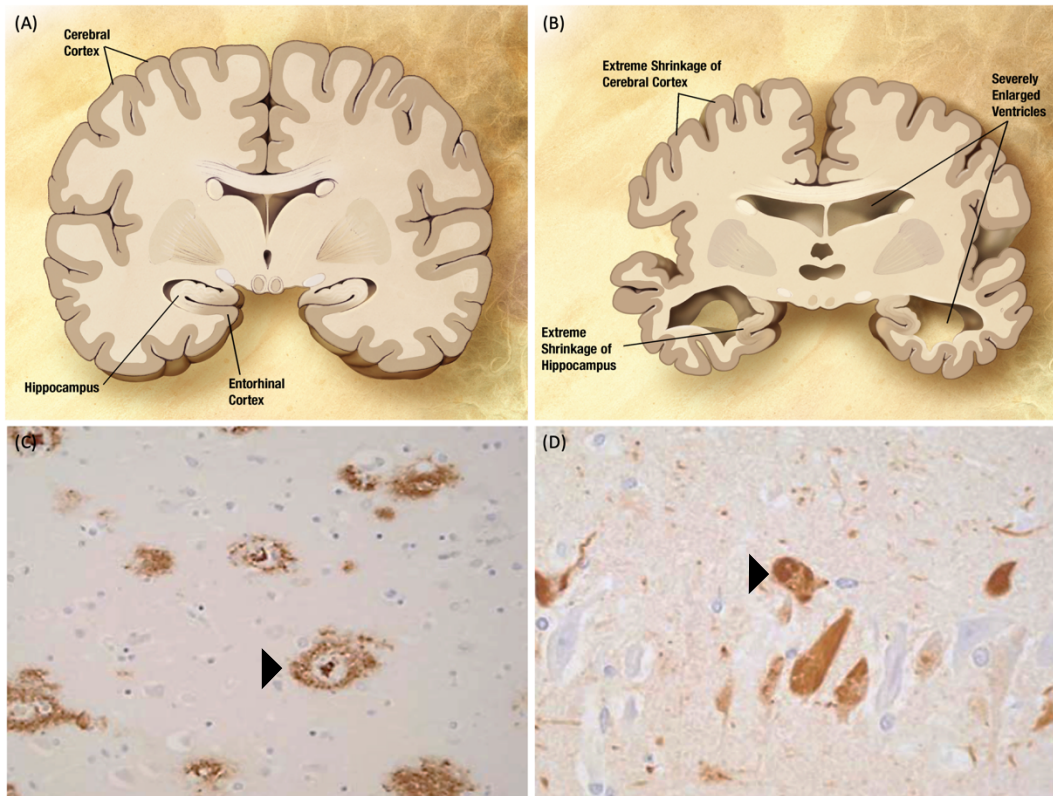 (A)
Cerebral
Cortex
Hippocampus
Entorhinal
Cortex
(B)
Extreme Shrinkage of
Cerebral Cortex
Severely
Enlarged
Ventricles
Extreme
Shrinkage of
Hippocampus
(C)
(D)